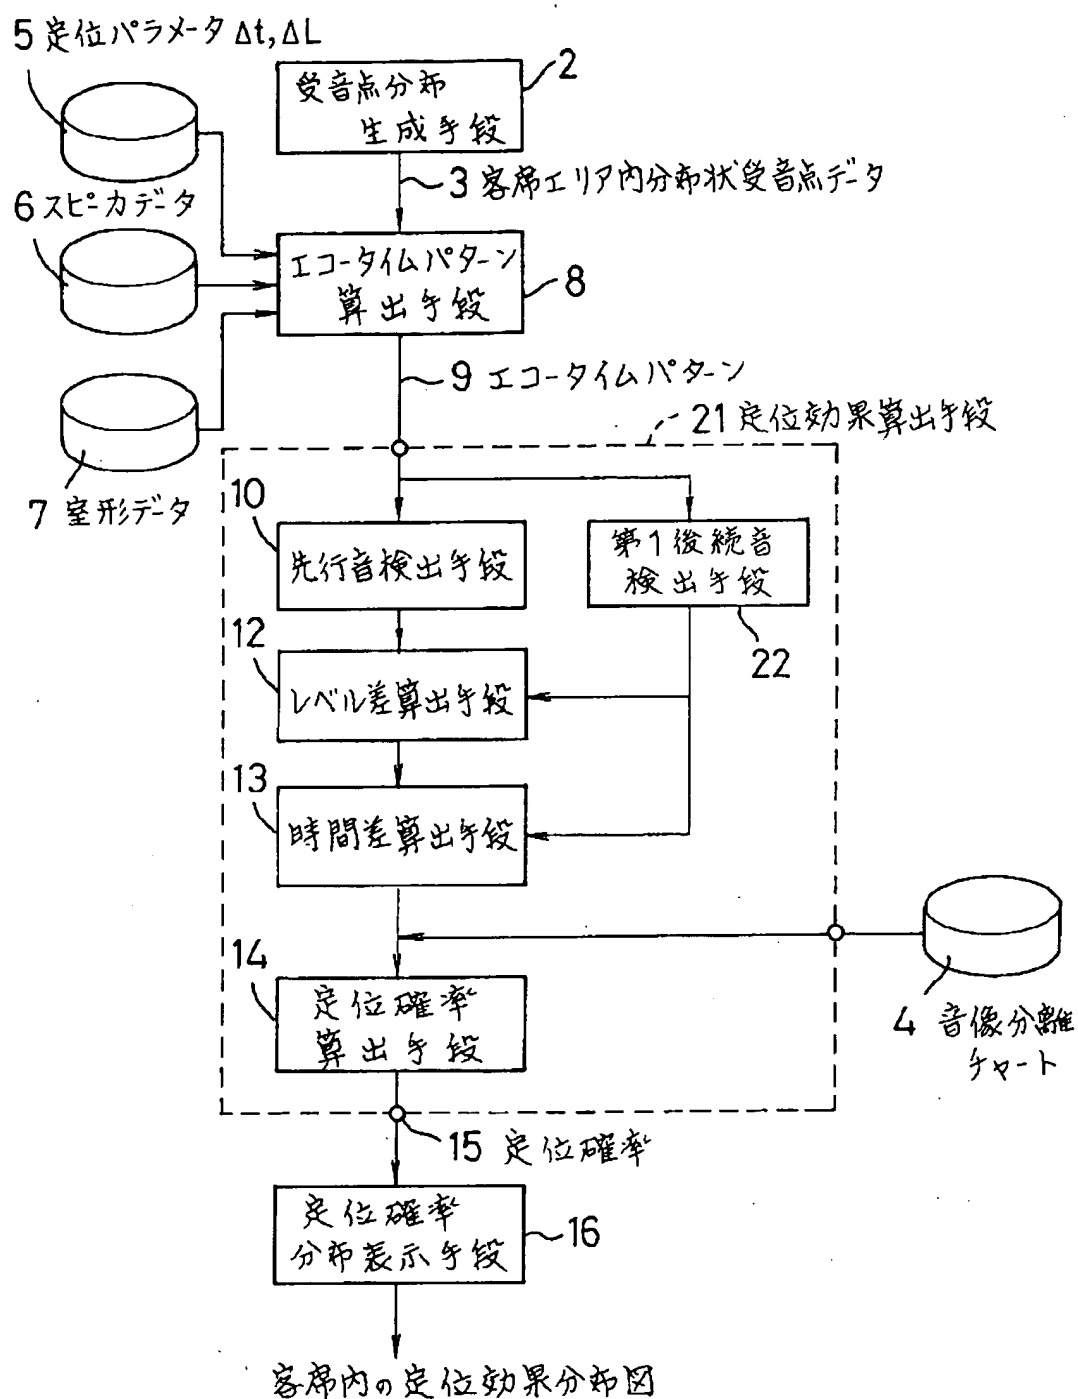 5 定位パラメータ Δt, ΔL
受音点分布
生成手段
2
3 客席エリア内分布状受音点データ
6 スピーカデータ
エコータイムパターン
算出手段
8
9 エコータイムパターン
21 定位効果算出手段
7 室形データ
10
先行音検出手段
第1後続音
検出手段
22
12
レベル差算出手段
13
時間差算出手段
14
定位確率
算出手段
4 音像分離
チャート
15 定位確率
定位確率
分布表示手段
16
客席内の定位効果分布図